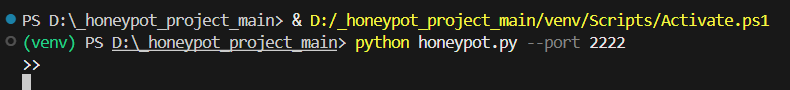 PS D:\_honeypot_project_main> & D:/_honeypot_project_main/venv/Scripts/Activate.ps1
(venv) PS D:\_honeypot_project_main> python honeypot.py --port 2222
>>